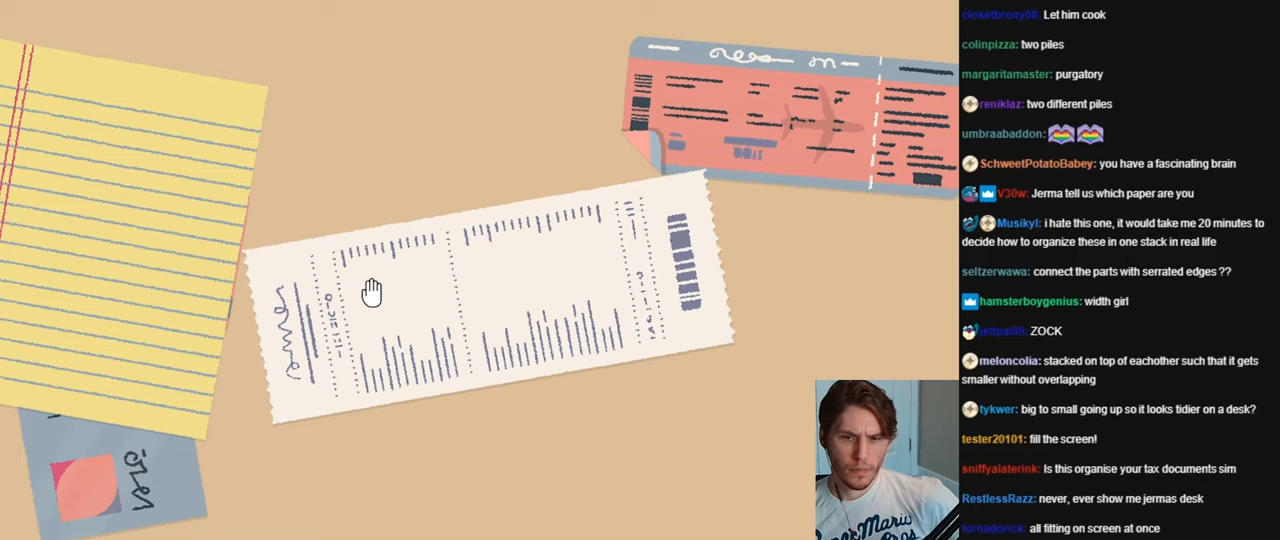 closetbrony08: Let him cook
colinpizza: two piles
margaritamaster: purgatory
reniklaz: two different piles
umbraabaddon:
SchweetPotatoBabey: you have a fascinating brain
V30w: Jerma tell us which paper are you
Musikyl: i hate this one, it would take me 20 minutes to
decide how to organize these in one stack in real life
seltzerwawa: connect the parts with serrated edges ??
hamsterboygenius: width girl
jettpal69: ZOCK
meloncolia: stacked on top of eachother such that it gets
smaller without overlapping
tykwer: big to small going up so it looks tidier on a desk?
tester20101: fill the screen!
sniffyalaterink: Is this organise your tax documents sim
RestlessRazz: never, ever show me jermas desk
tornadorick: all fitting on screen at once
Mario